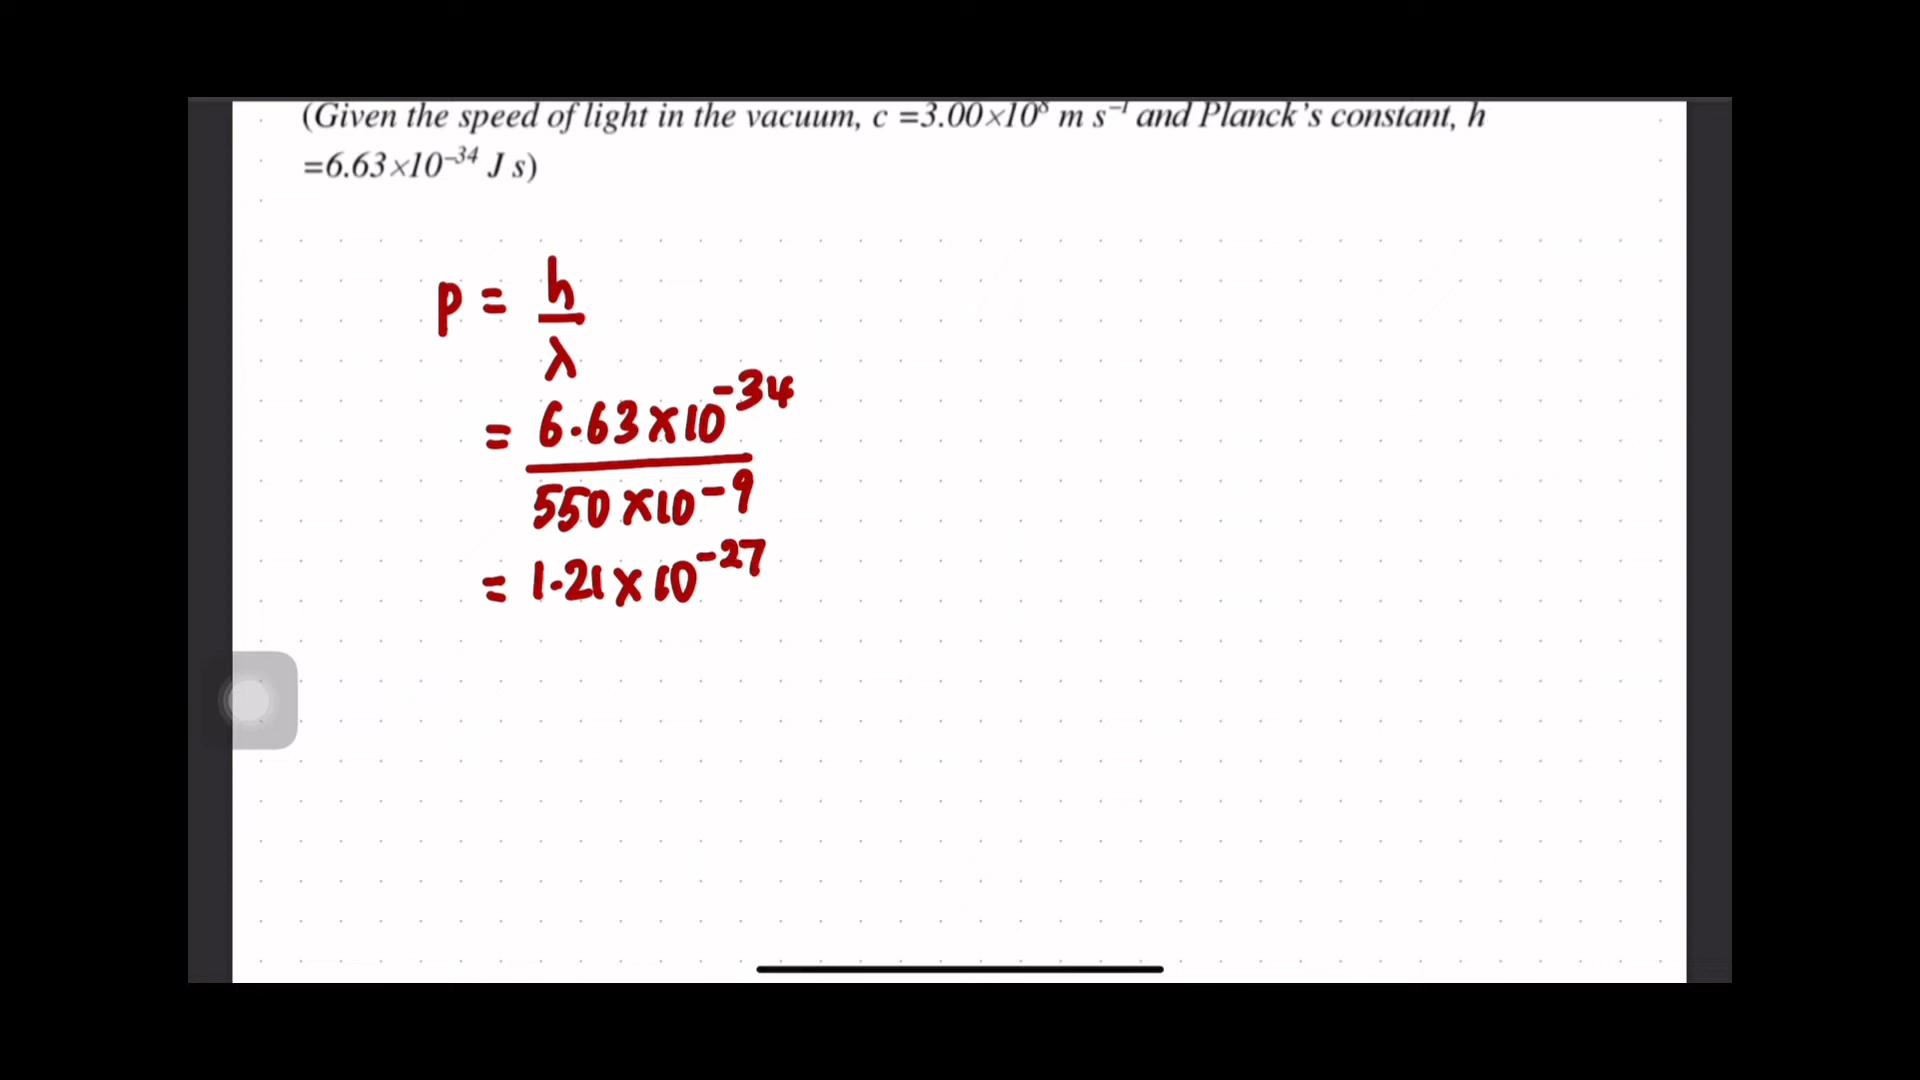 (Given the speed of light in the vacuum, c =3.00×10⁸ m s⁻¹ and Planck's constant, h
=6.63×10⁻³⁴ J s)
p = h/λ
= 6.63×10⁻³⁴
550×10⁻⁹
= 1.21×10⁻²⁷